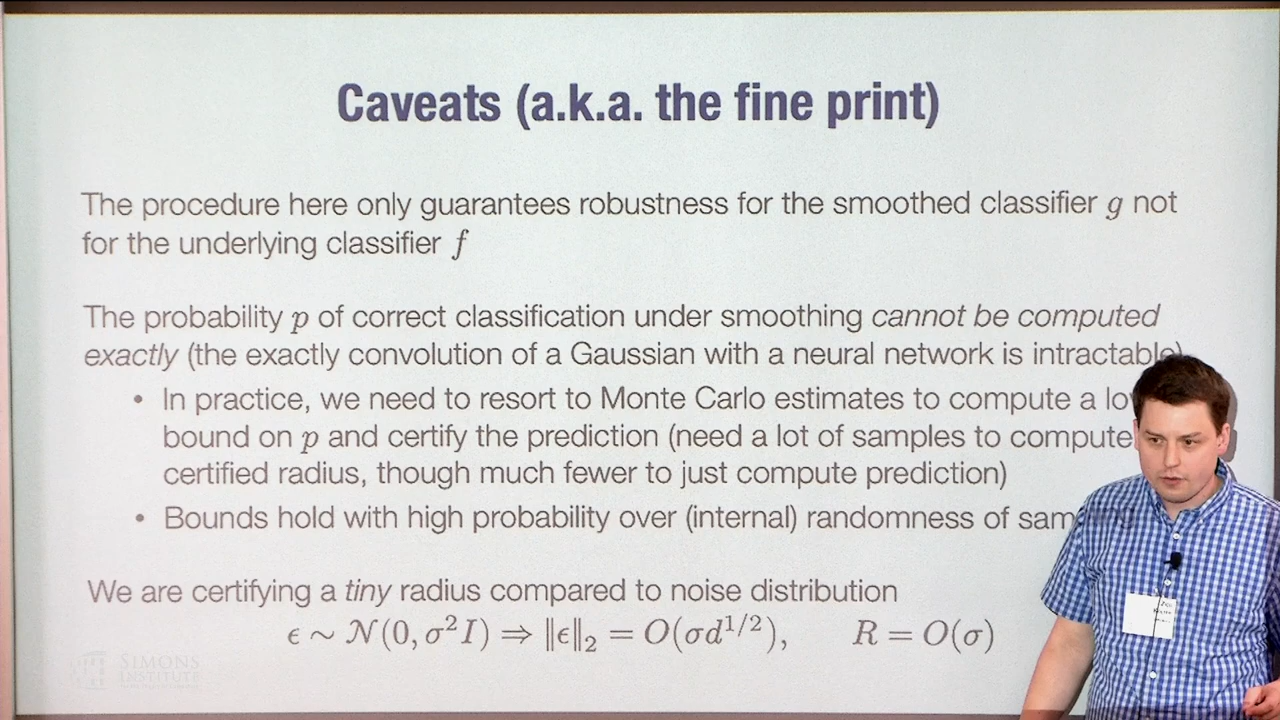 Caveats (a.k.a. the fine print)
The procedure here only guarantees robustness for the smoothed classifier g not
for the underlying classifier f
The probability p of correct classification under smoothing cannot be computed
exactly (the exactly convolution of a Gaussian with a neural network is intractable)
• In practice, we need to resort to Monte Carlo estimates to compute a
bound on p and certify the prediction (need a lot of samples to compute
certified radius, though much fewer to just compute prediction)
• Bounds hold with high probability over (internal) randomness of
We are certifying a tiny radius compared to noise distribution
ϵ ∼ N(0, σ²I) ⇒ ‖ϵ‖₂ = O(σd^{1/2}), R = O(σ)
SIMONS
INSTITUTE